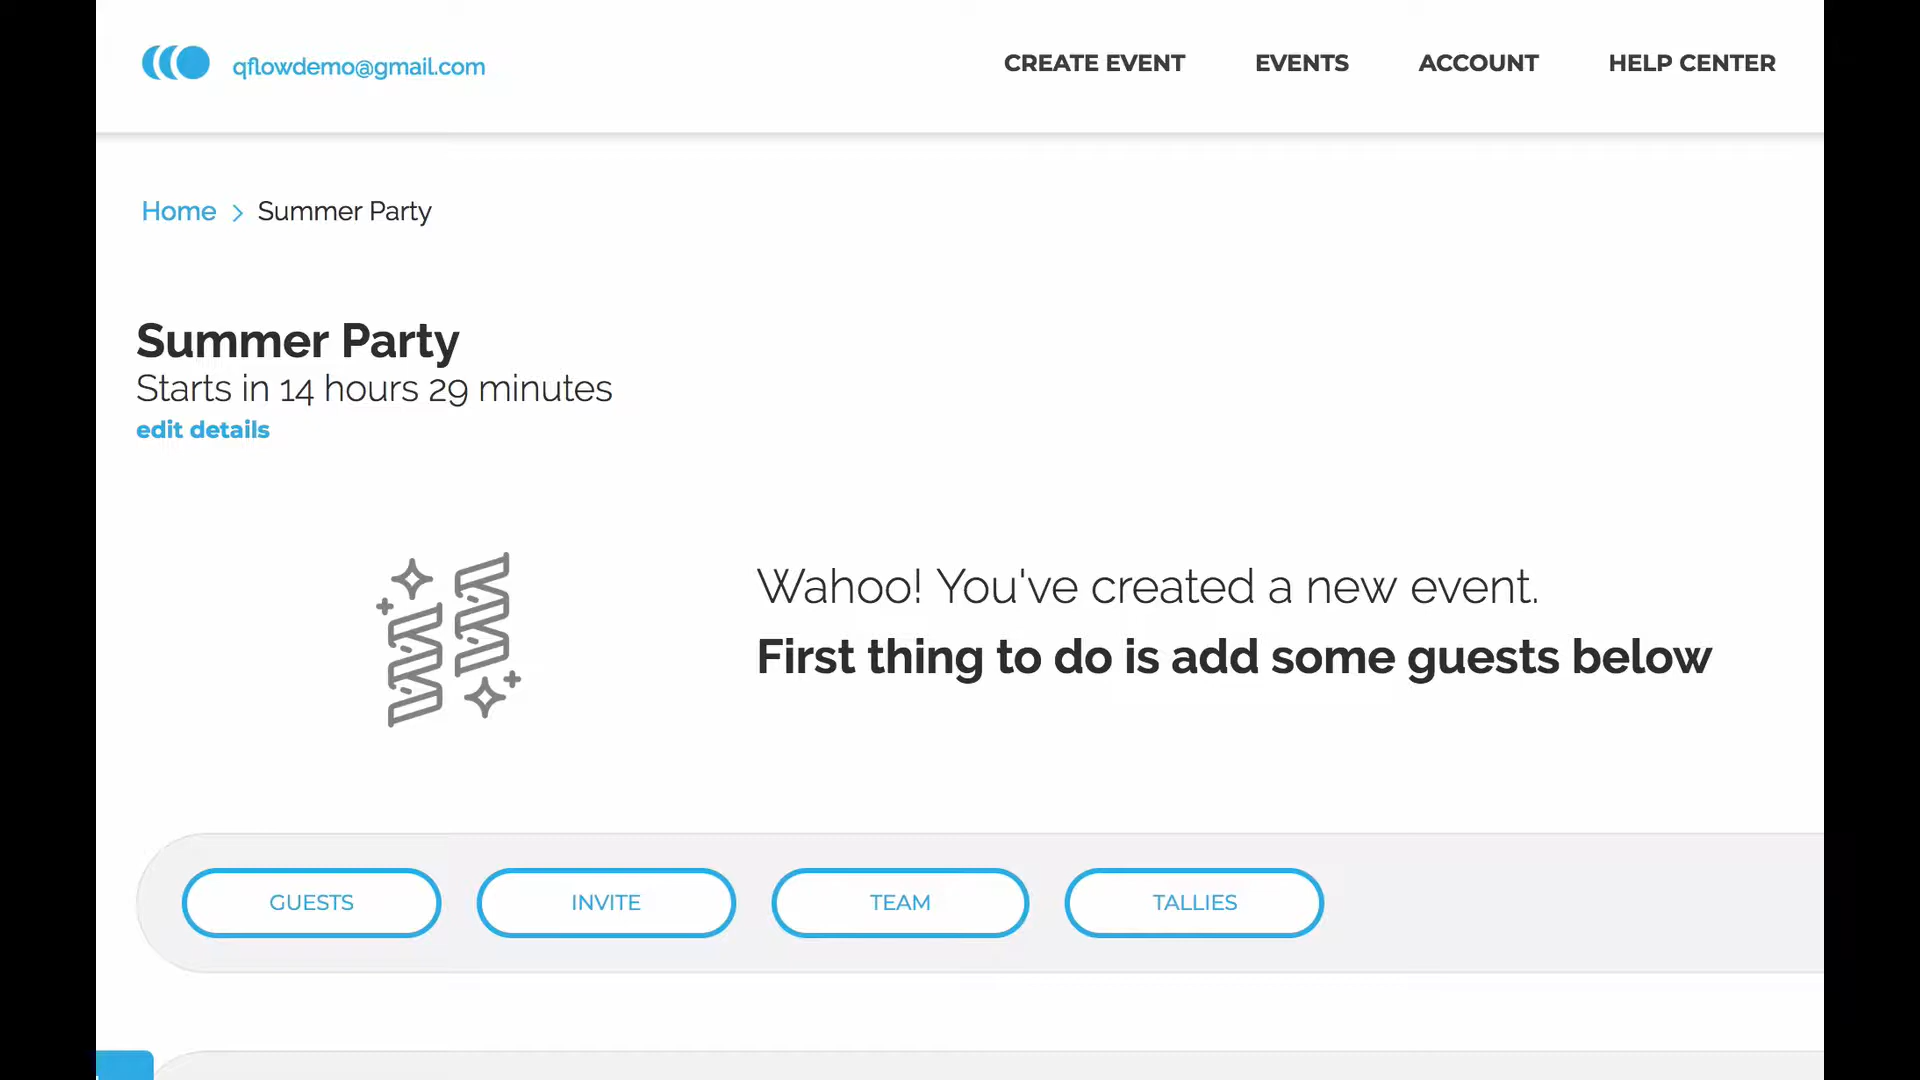 qflowdemo@gmail.com
CREATE EVENT
EVENTS
ACCOUNT
HELP CENTER
Home > Summer Party
Summer Party
Starts in 14 hours 29 minutes
edit details
Wahoo! You've created a new event.
First thing to do is add some guests below
GUESTS
INVITE
TEAM
TALLIES